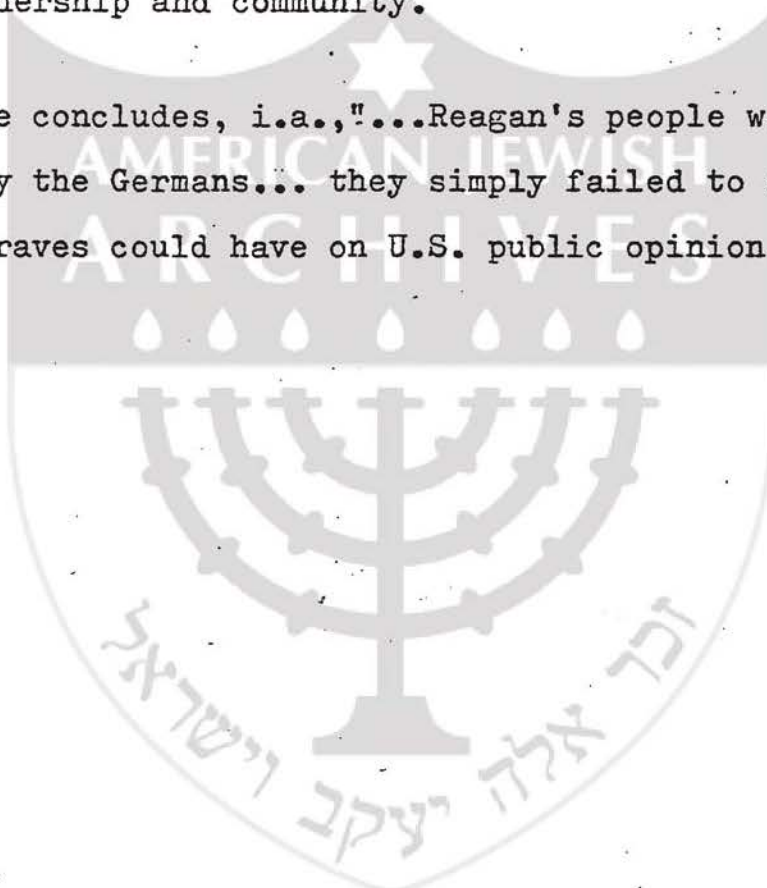 ership and community.
e concludes, i.a.,"...Reagan's people w
y the Germans... they simply failed to
raves could have on U.S. public opinion
AMERICAN JEWISH
ARCHIVES
זכר אלה יעקב וישראל